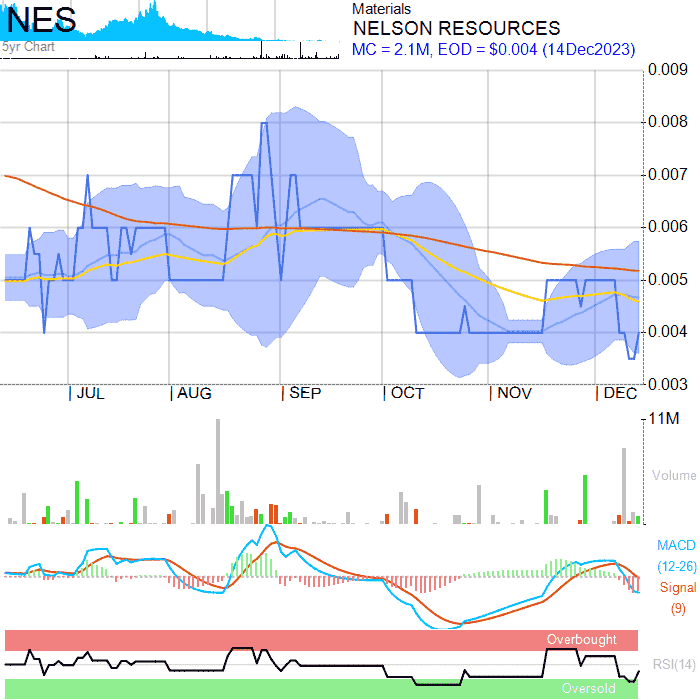 NES
5yr Chart
Materials
NELSON RESOURCES
MC = 2.1M, EOD = $0.004 (14Dec2023)
0.009
0.008
0.007
0.006
0.005
0.004
0.003
JUL AUG SEP OCT NOV DEC
11M
Volume
MACD
(12-26)
Signal
(9)
Overbought
RSI(14)
Oversold